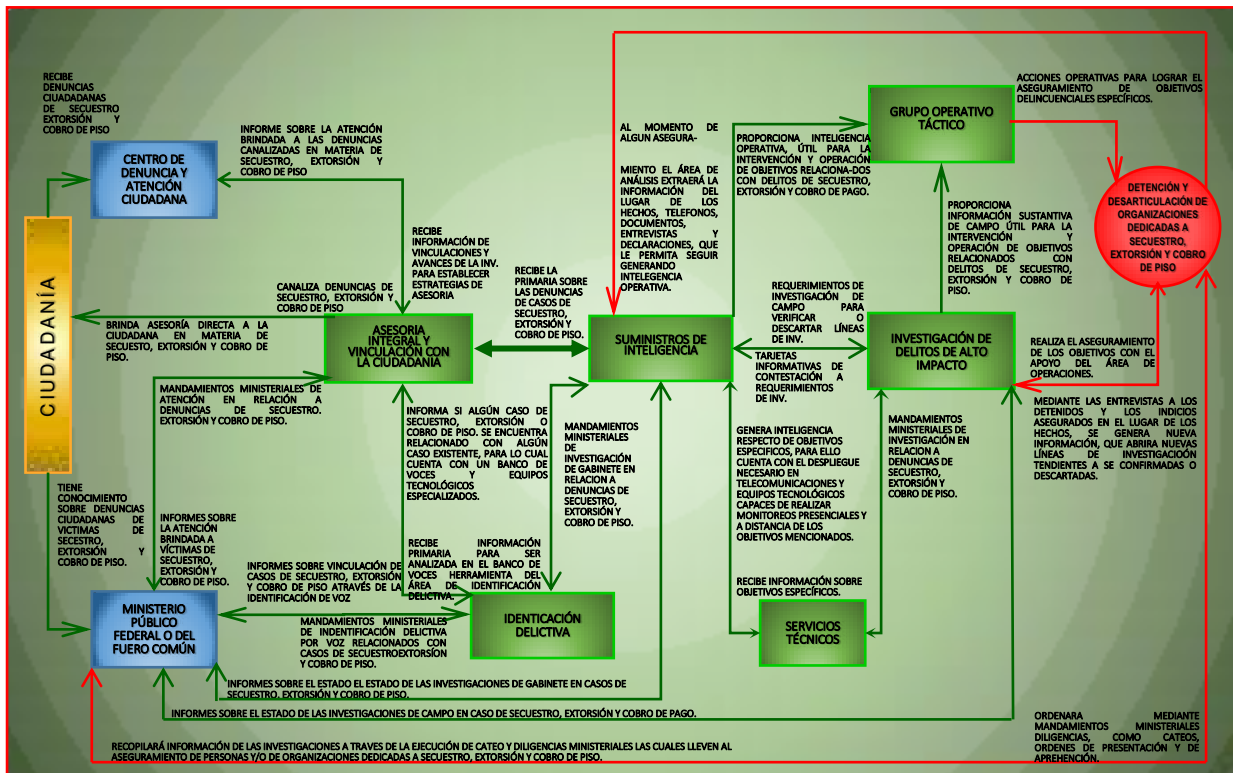 RECIBE
DENUNCIAS
CIUADADANAS
DE SECUESTRO
EXTORSIÓN Y
COBRO DE PISO
CENTRO DE
DENUNCIA Y
ATENCIÓN
CIUDADANA
INFORME SOBRE LA ATENCIÓN
BRINDADA A LAS DENUNCIAS
CANALIZADAS EN MATERIA DE
SECUESTRO, EXTORSIÓN Y
COBRO DE PISO
CIUDADANÍA
RECIBE
INFORMACIÓN DE
VINCULACIONES Y
AVANCES DE LA INV.
PARA ESTABLECER
ESTRATEGIAS DE
ASESORIA
CANALIZA DENUNCIAS DE
SECUESTRO, EXTORSIÓN Y
COBRO DE PISO
BRINDA ASESORÍA DIRECTA A LA
CIUDADANA EN MATERIA DE
SECUESTO, EXTORSIÓN Y COBRO DE
PISO.
ASESORIA
INTEGRAL Y
VINCULACIÓN CON
LA CIUDADANÍA
RECIBE LA
PRIMARIA SOBRE
LAS DENUNCIAS
DE CASOS DE
SECUESTRO,
EXTORSIÓN Y
COBRO DE PISO.
AL MOMENTO DE
ALGUN ASEGURA-
MIENTO EL ÁREA DE
ANÁLISIS EXTRAERÁ LA
INFORMACIÓN DEL
LUGAR DE LOS
HECHOS, TELEFONOS,
DOCUMENTOS,
ENTREVISTAS Y
DECLARACIONES, QUE
LE PERMITA SEGUIR
GENERANDO
INTELEGENCIA
OPERATIVA.
SUMINISTROS DE
INTELIGENCIA
PROPORCIONA INTELIGENCIA
OPERATIVA, ÚTIL PARA LA
INTERVENCIÓN Y OPERACIÓN
DE OBJETIVOS RELACIONA-DOS
CON DELITOS DE SECUESTRO,
EXTORSIÓN Y COBRO DE PAGO.
GRUPO OPERATIVO
TÁCTICO
ACCIONES OPERATIVAS PARA LOGRAR EL
ASEGURAMIENTO DE OBJETIVOS
DELINCUENCIALES ESPECÍFICOS.
DETENCIÓN Y
DESARTICULACIÓN DE
ORGANIZACIONES
DEDICADAS A
SECUESTRO,
EXTORSIÓN Y COBRO
DE PISO
PROPORCIONA
INFORMACIÓN SUSTANTIVA
DE CAMPO ÚTIL PARA LA
INTERVENCIÓN Y
OPERACIÓN DE OBJETIVOS
RELACIONADOS CON
DELITOS DE SECUESTRO,
EXTORSIÓN Y COBRO DE
PISO.
REQUERIMIENTOS DE
INVESTIGACIÓN DE
CAMPO PARA
VERIFICAR O
DESCARTAR LÍNEAS
DE INV.
TARJETAS
INFORMATIVAS DE
CONTESTACIÓN A
REQUERIMIENTOS
DE INV.
INVESTIGACIÓN DE
DELITOS DE ALTO
IMPACTO
REALIZA EL ASEGURAMIENTO
DE LOS OBJETIVOS CON EL
APOYO DEL ÁREA DE
OPERACIONES.
MEDIANTE LAS ENTREVISTAS A LOS
DETENIDOS Y LOS INDICIOS
ASEGURADOS EN EL LUGAR DE LOS
HECHOS, SE GENERA NUEVA
INFORMACIÓN, QUE ABRIRA NUEVAS
LÍNEAS DE INVESTIGACIOÓN
TENDIENTES A SE CONFIRMADAS O
DESCARTADAS.
MANDAMIENTOS MINISTERIALES DE
ATENCIÓN EN RELACIÓN A
DENUNCIAS DE SECUESTRO.
EXTORSIÓN Y COBRO DE PISO.
INFORMA SI ALGÚN CASO DE
SECUESTRO, EXTORSIÓN O
COBRO DE PISO. SE ENCUENTRA
RELACIONADO CON ALGÚN
CASO EXISTENTE, PARA LO CUAL
CUENTA CON UN BANCO DE
VOCES Y EQUIPOS
TECNOLÓGICOS
ESPECIALIZADOS.
MANDAMIENTOS
MINISTERIALES
DE
INVESTIGACIÓN
DE GABINETE EN
RELACION A
DENUNCIAS DE
SECUESTRO,
EXTORSIÓN Y
COBRO DE PISO.
GENERA INTELIGENCIA
RESPECTO DE OBJETIVOS
ESPECIFICOS, PARA ELLO
CUENTA CON EL DESPLIEGUE
NECESARIO EN
TELECOMUNICACIONES Y
EQUIPOS TECNOLÓGICOS
CAPACES DE REALIZAR
MONITOREOS PRESENCIALES Y
A DISTANCIA DE LOS
OBJETIVOS MENCIONADOS.
MANDAMIENTOS
MINISTERIALES DE
INVESTIGACIÓN EN
RELACION A
DENUNCIAS DE
SECUESTRO,
EXTORSIÓN Y
COBRO DE PISO.
TIENE
CONOCIMIENTO
SOBRE DENUNCIAS
CIUDADANAS DE
VICTIMAS DE
SECESTRO,
EXTORSIÓN Y
COBRO DE PISO.
INFORMES SOBRE
LA ATENCIÓN
BRINDADA A
VÍCTIMAS DE
SECUESTRO,
EXTORSIÓN Y
COBRO DE PISO.
INFORMES SOBRE VINCULACIÓN DE
CASOS DE SECUESTRO, EXTORSIÓN
Y COBRO DE PISO ATRAVÉS DE LA
IDENTIFICACIÓN DE VOZ
RECIBE INFORMACIÓN
PRIMARIA PARA SER
ANALIZADA EN EL BANCO DE
VOCES HERRAMIENTA DEL
ÁREA DE IDENTIFICACIÓN
DELICTIVA.
RECIBE INFORMACIÓN SOBRE
OBJETIVOS ESPECÍFICOS.
MINISTERIO
PÚBLICO
FEDERAL O DEL
FUERO COMÚN
MANDAMIENTOS MINISTERIALES
DE INDENTIFICACIÓN DELICTIVA
POR VOZ RELACIONADOS CON
CASOS DE SECUESTROEXTORSÍON
Y COBRO DE PISO.
IDENTICACIÓN
DELICTIVA
SERVICIOS
TÉCNICOS
INFORMES SOBRE EL ESTADO EL ESTADO DE LAS INVESTIGACIONES DE GABINETE EN CASOS DE
SECUESTRO. EXTORSIÓN Y COBRO DE PISO.
INFORMES SOBRE EL ESTADO DE LAS INVESTIGACIONES DE CAMPO EN CASO DE SECUESTRO, EXTORSIÓN Y COBRO DE PAGO.
RECOPILARÁ INFORMACIÓN DE LAS INVESTIGACIONES A TRAVES DE LA EJECUCIÓN DE CATEO Y DILIGENCIAS MINISTERIALES LAS CUALES LLEVEN AL
ASEGURAMIENTO DE PERSONAS Y/O DE ORGANIZACIONES DEDICADAS A SECUESTRO, EXTORSIÓN Y COBRO DE PISO.
ORDENARA MEDIANTE
MANDAMIENTOS MINISTERIALES
DILIGENCIAS, COMO CATEOS,
ORDENES DE PRESENTACIÓN Y DE
APREHENCIÓN.